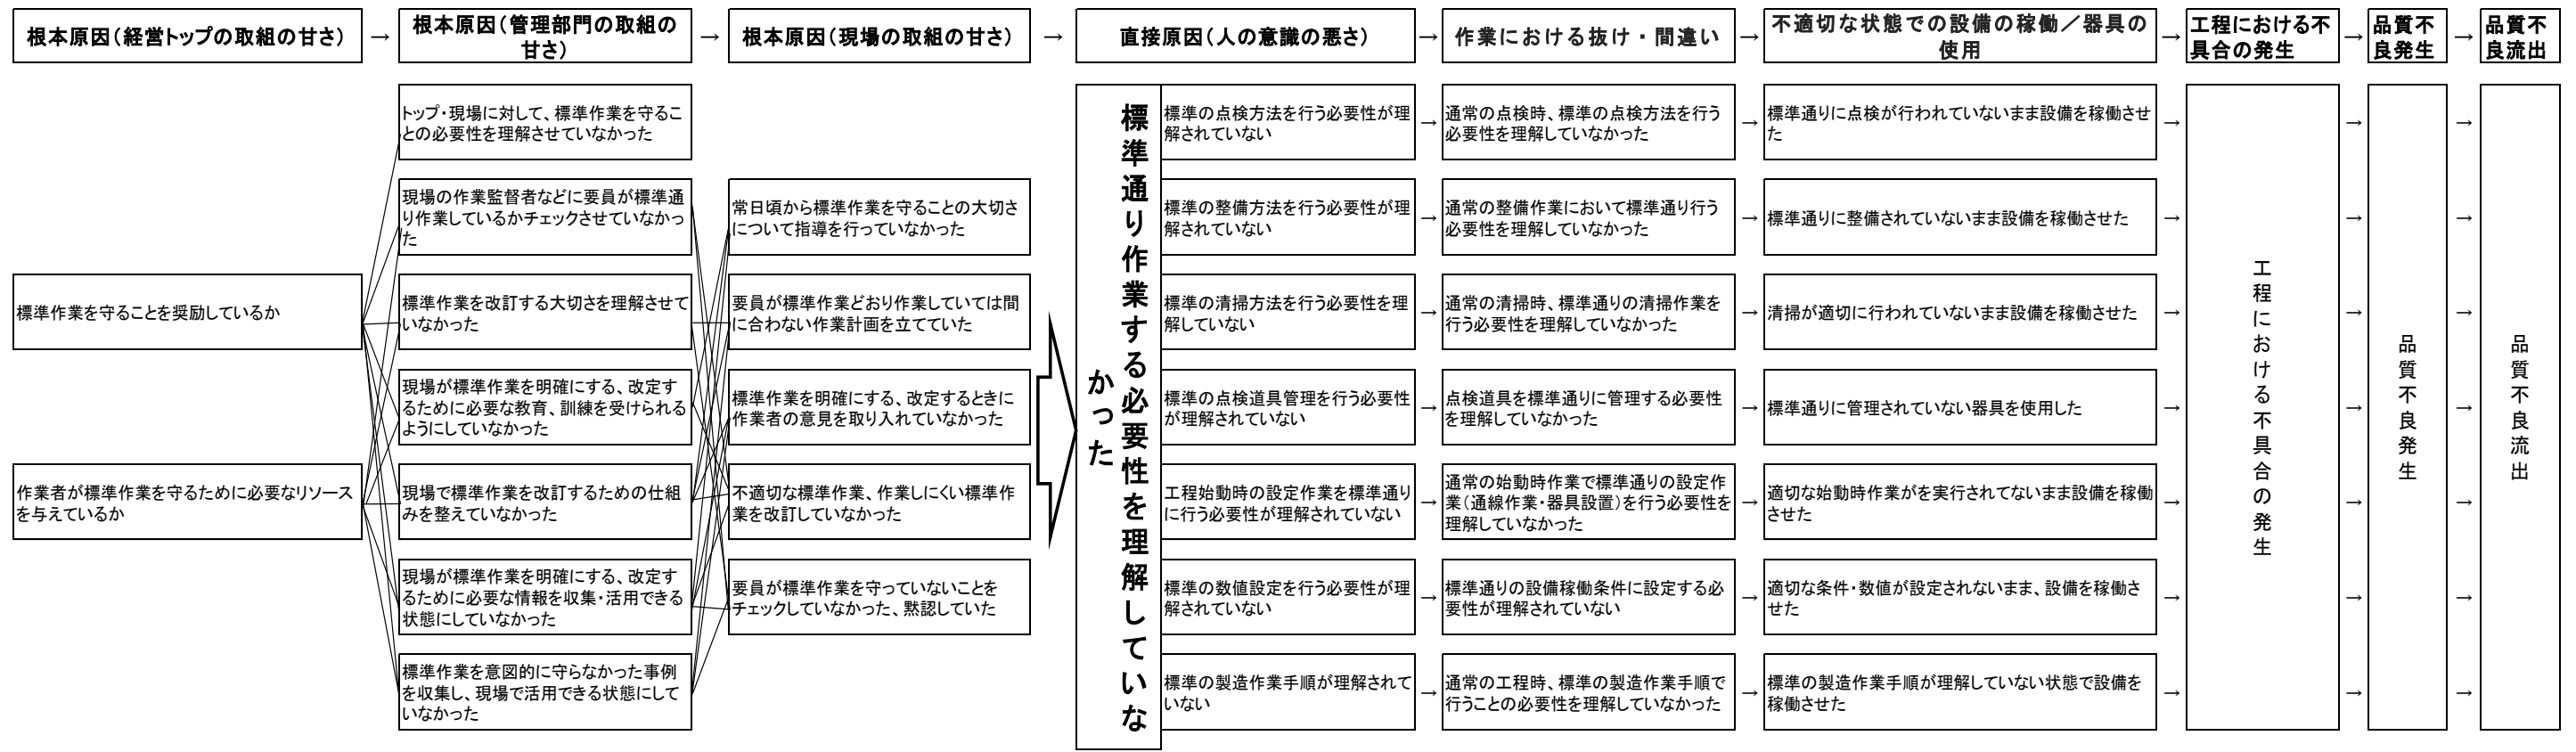 根本原因(経営トップの取組の甘さ)
→
根本原因(管理部門の取組の
甘さ)
→
根本原因(現場の取組の甘さ)
→
直接原因(人の意識の悪さ)
→
作業における抜け・間違い
→
不適切な状態での設備の稼働/器具の
使用
→
工程における不
具合の発生
→
品質不
良発生
→
品質不
良流出
標準作業を守ることを奨励しているか
作業者が標準作業を守るために必要なリソース
を与えているか
トップ・現場に対して、標準作業を守るこ
との必要性を理解させていなかった
現場の作業監督者などに要員が標準通
り作業しているかチェックさせていなかっ
た
標準作業を改訂する大切さを理解させて
いなかった
現場が標準作業を明確にする、改定す
るために必要な教育、訓練を受けられる
ようにしていなかった
現場で標準作業を改訂するための仕組
みを整えていなかった
現場が標準作業を明確にする、改定す
るために必要な情報を収集・活用できる
状態にしていなかった
標準作業を意図的に守らなかった事例
を収集し、現場で活用できる状態にして
いなかった
常日頃から標準作業を守ることの大切さ
について指導を行っていなかった
要員が標準作業どおり作業していては間
に合わない作業計画を立てていた
標準作業を明確にする、改定するときに
作業者の意見を取り入れていなかった
不適切な標準作業、作業しにくい標準作
業を改訂していなかった
要員が標準作業を守っていないことを
チェックしていなかった、黙認していた
標準通り作業する必要性を理解していな
かった
標準の点検方法を行う必要性が理
解されていない
→
通常の点検時、標準の点検方法を行う
必要性を理解していなかった
→
標準通りに点検が行われていないまま設備を稼働させ
た
→
→
→
標準の整備方法を行う必要性が理
解されていない
→
通常の整備作業において標準通り行う
必要性を理解していなかった
→
標準通りに整備されていないまま設備を稼働させた
→
→
→
標準の清掃方法を行う必要性を理
解していない
→
通常の清掃時、標準通りの清掃作業を
行う必要性を理解していなかった
→
清掃が適切に行われていないまま設備を稼働させた
→
→
→
標準の点検道具管理を行う必要性
が理解されていない
→
点検道具を標準通りに管理する必要性
を理解していなかった
→
標準通りに管理されていない器具を使用した
→
→
→
工程始動時の設定作業を標準通り
に行う必要性が理解されていない
→
通常の始動時作業で標準通りの設定作
業(通線作業・器具設置)を行う必要性を
理解していなかった
→
適切な始動時作業がを実行されてないまま設備を稼働
させた
→
→
→
標準の数値設定を行う必要性が理
解されていない
→
標準通りの設備稼働条件に設定する必
要性が理解されていない
→
適切な条件・数値が設定されないまま、設備を稼働さ
せた
→
→
→
標準の製造作業手順が理解されて
いない
→
通常の工程時、標準の製造作業手順で
行うことの必要性を理解していなかった
→
標準の製造作業手順が理解していない状態で設備を
稼働させた
→
→
→
工程における不具合の発生
品質不良発生
品質不良流出